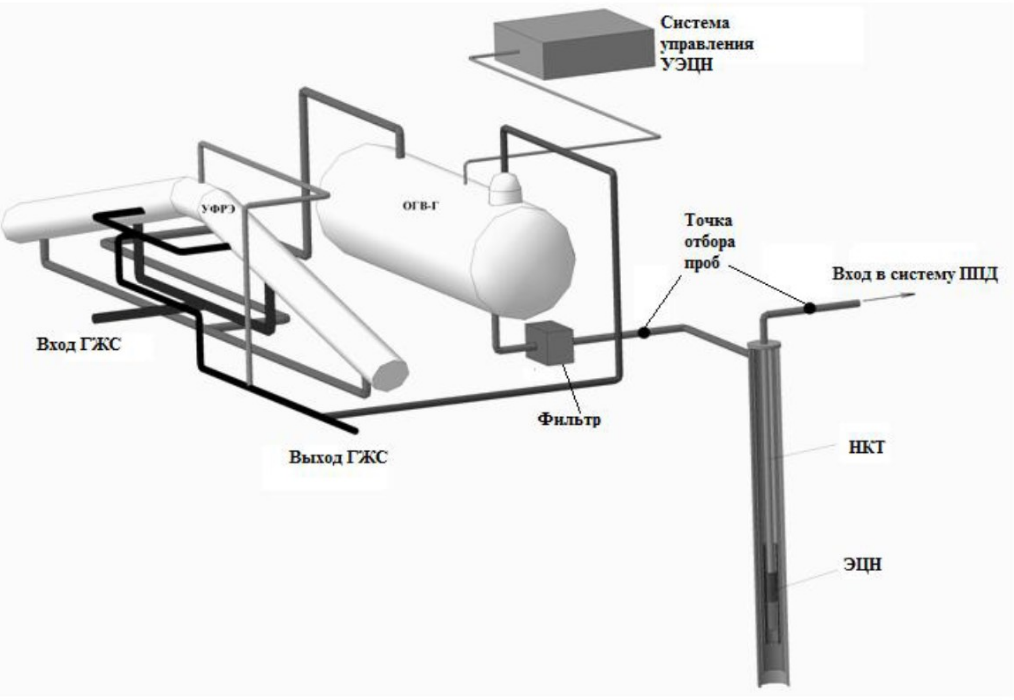 Система
управления
УЭЦН
УФРЭ
ОГВ-Г
Точка
отбора
проб
Вход в систему ППД
Вход ГЖС
Фильтр
Выход ГЖС
НКТ
ЭЦН